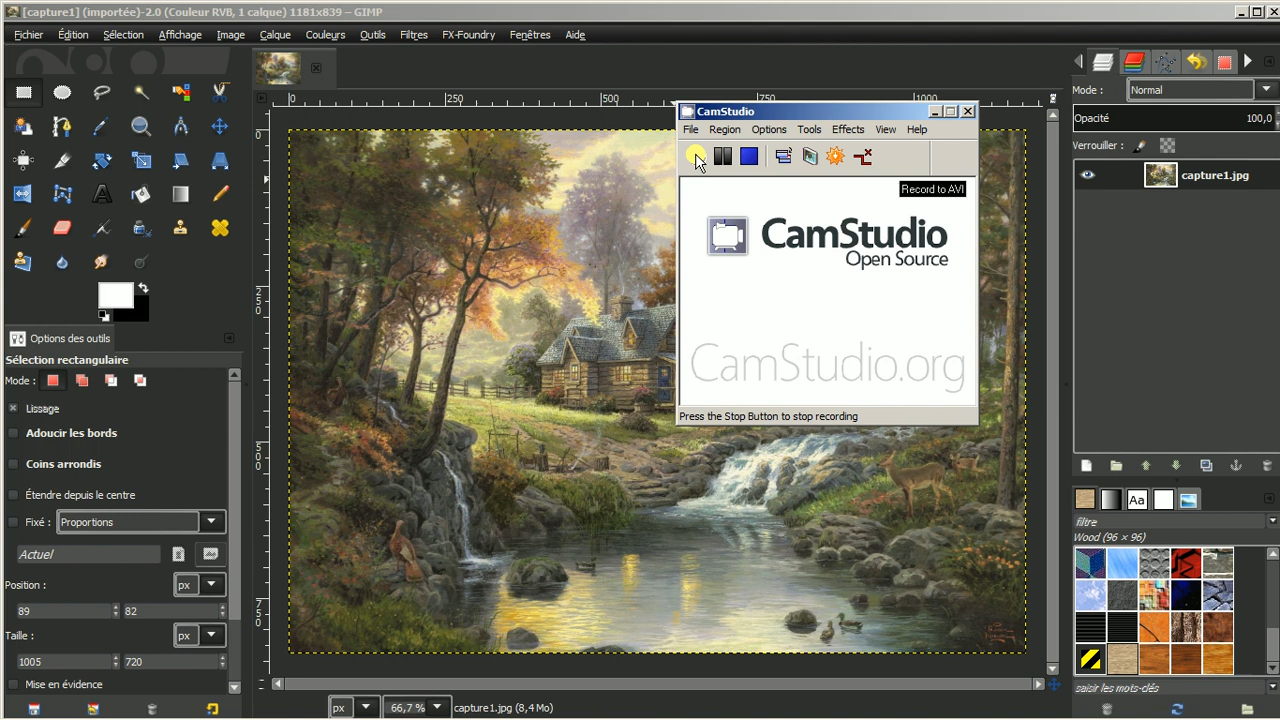 [capture1] (importée)-2.0 (Couleur RVB, 1 calque) 1181x839 – GIMP
Fichier Édition Sélection Affichage Image Calque Couleurs Outils Filtres FX-Foundry Fenêtres Aide
0 250 500 750 1000
0
250
500
750
CamStudio
File Region Options Tools Effects View Help
Record to AVI
CamStudio
Open Source
CamStudio.org
Press the Stop Button to stop recording
Options des outils
Sélection rectangulaire
Mode :
Lissage
Adoucir les bords
Coins arrondis
Étendre depuis le centre
Fixé : Proportions
Actuel
Position : px
89 82
Taille : px
1005 720
Mise en évidence
px 66,7 % capture1.jpg (8,4 Mo)
Mode : Normal
Opacité 100,0
Verrouiller :
capture1.jpg
Aa
filtre
Wood (96 × 96)
saisir les mots-clés